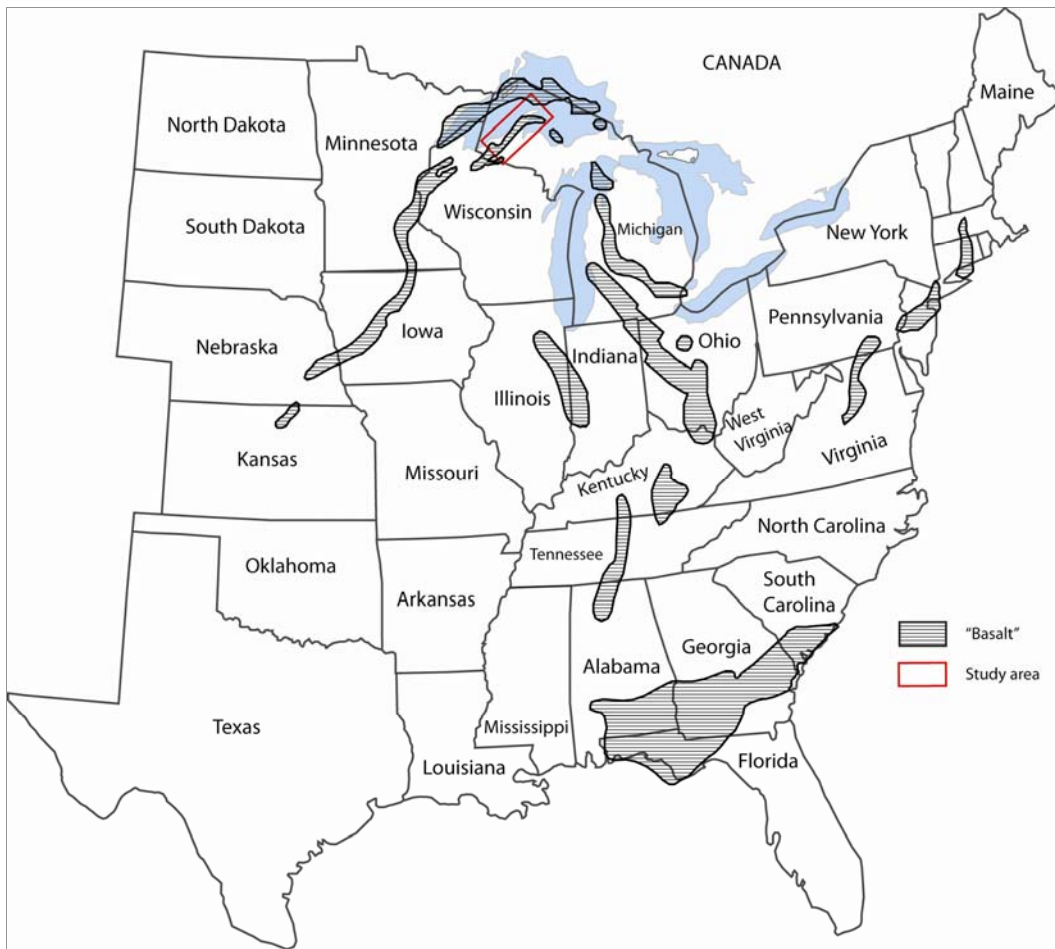 CANADA
Maine
North Dakota
Minnesota
South Dakota
Wisconsin
Michigan
New York
Nebraska
Iowa
Pennsylvania
Ohio
Indiana
Illinois
Kansas
Missouri
West
Virginia
Virginia
Kentucky
North Carolina
Tennessee
Oklahoma
Arkansas
South
Carolina
"Basalt"
Georgia
Alabama
Study area
Texas
Mississippi
Louisiana
Florida